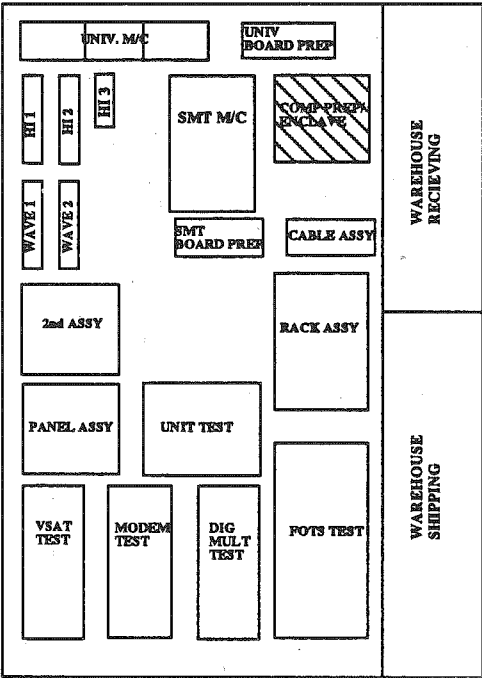 UNIV. M/C
UNIV
BOARD PREP
HI 1
HI 2
HI 3
SMT M/C
COMP PREP/
ENCLAVE
WAREHOUSE
RECIEVING
WAVE 1
WAVE 2
SMT
BOARD PREP
CABLE ASSY
2nd ASSY
RACK ASSY
PANEL ASSY
UNIT TEST
WAREHOUSE
SHIPPING
VSAT
TEST
MODEM
TEST
DIG
MULT
TEST
FOTS TEST